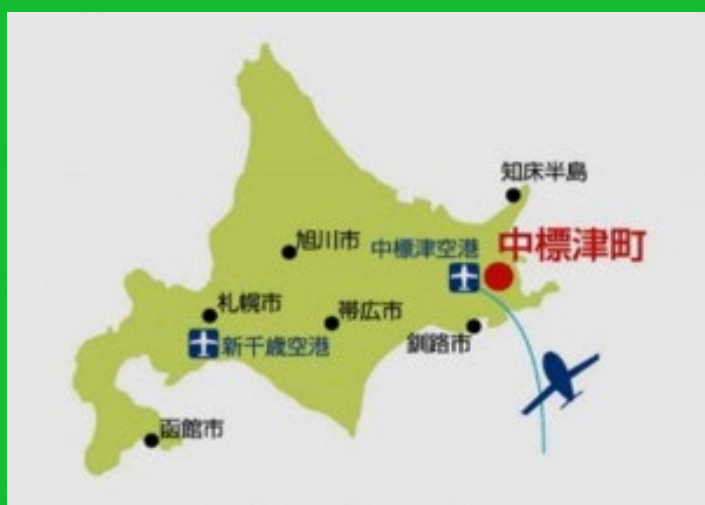 知床半島
旭川市
中標津空港
中標津町
札幌市
帯広市
釧路市
新千歳空港
函館市